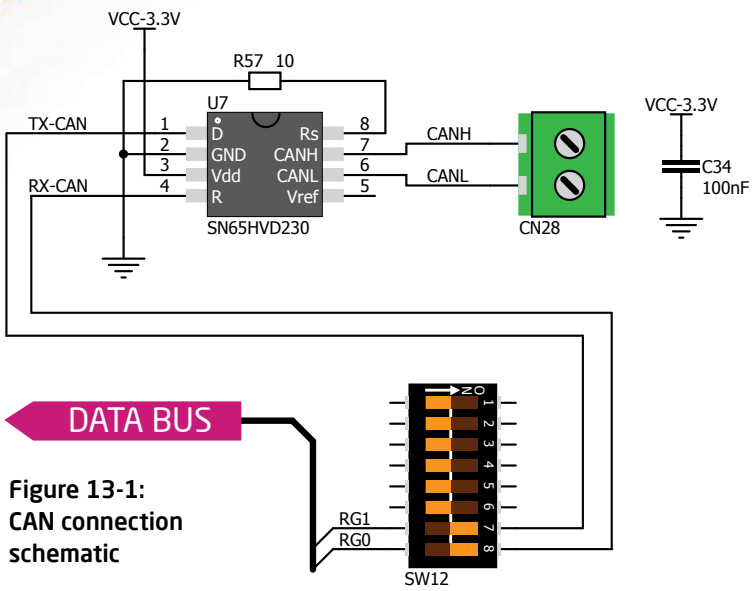 VCC-3.3V
R57 10
U7
VCC-3.3V
TX-CAN 1 D Rs 8
CANH
2 GND CANH 7
C34
3 Vdd CANL 6 CANL
100nF
RX-CAN 4 R Vref 5
SN65HVD230
CN28
ON
1
2
DATA BUS
3
4
5
Figure 13-1:
6
CAN connection
RG1 7
schematic
RG0 8
SW12